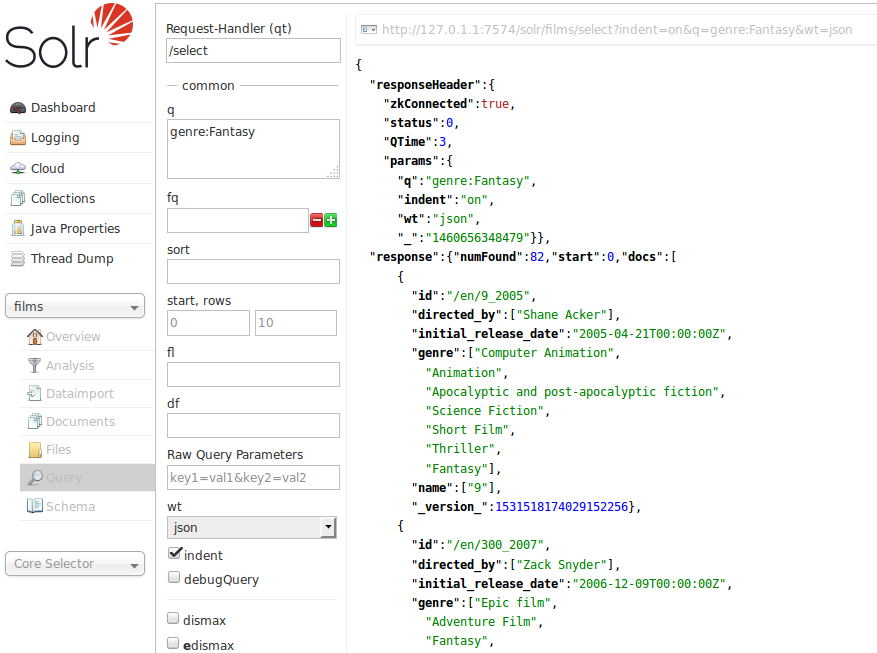 Solr
Dashboard
Logging
Cloud
Collections
Java Properties
Thread Dump
films
Overview
Analysis
Dataimport
Documents
Files
Query
Schema
Core Selector
Request-Handler (qt)
/select
common
q
genre:Fantasy
fq
sort
start, rows
0 10
fl
df
Raw Query Parameters
key1=val1&key2=val2
wt
json
indent
debugQuery
dismax
edismax
http://127.0.1.1:7574/solr/films/select?indent=on&q=genre:Fantasy&wt=json
{
"responseHeader":{
"zkConnected":true,
"status":0,
"QTime":3,
"params":{
"q":"genre:Fantasy",
"indent":"on",
"wt":"json",
"_":"1460656348479"}},
"response":{"numFound":82,"start":0,"docs":[
{
"id":"/en/9_2005",
"directed_by":["Shane Acker"],
"initial_release_date":"2005-04-21T00:00:00Z",
"genre":["Computer Animation",
"Animation",
"Apocalyptic and post-apocalyptic fiction",
"Science Fiction",
"Short Film",
"Thriller",
"Fantasy"],
"name":["9"],
"_version_":1531518174029152256},
{
"id":"/en/300_2007",
"directed_by":["Zack Snyder"],
"initial_release_date":"2006-12-09T00:00:00Z",
"genre":["Epic film",
"Adventure Film",
"Fantasy",